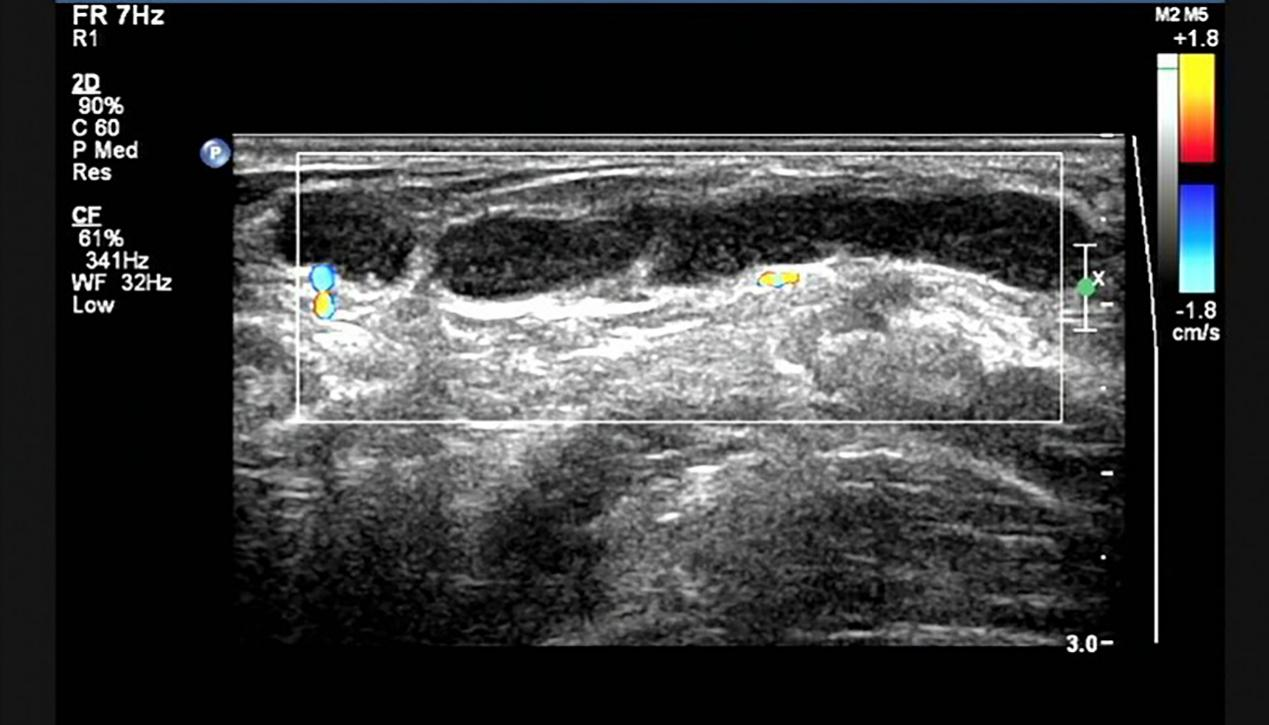 FR 7Hz
R1
2D
90%
C 60
P Med
Res
CF
61%
341Hz
WF 32Hz
Low
P
M2 M5
+1.8
-1.8
cm/s
X
3.0